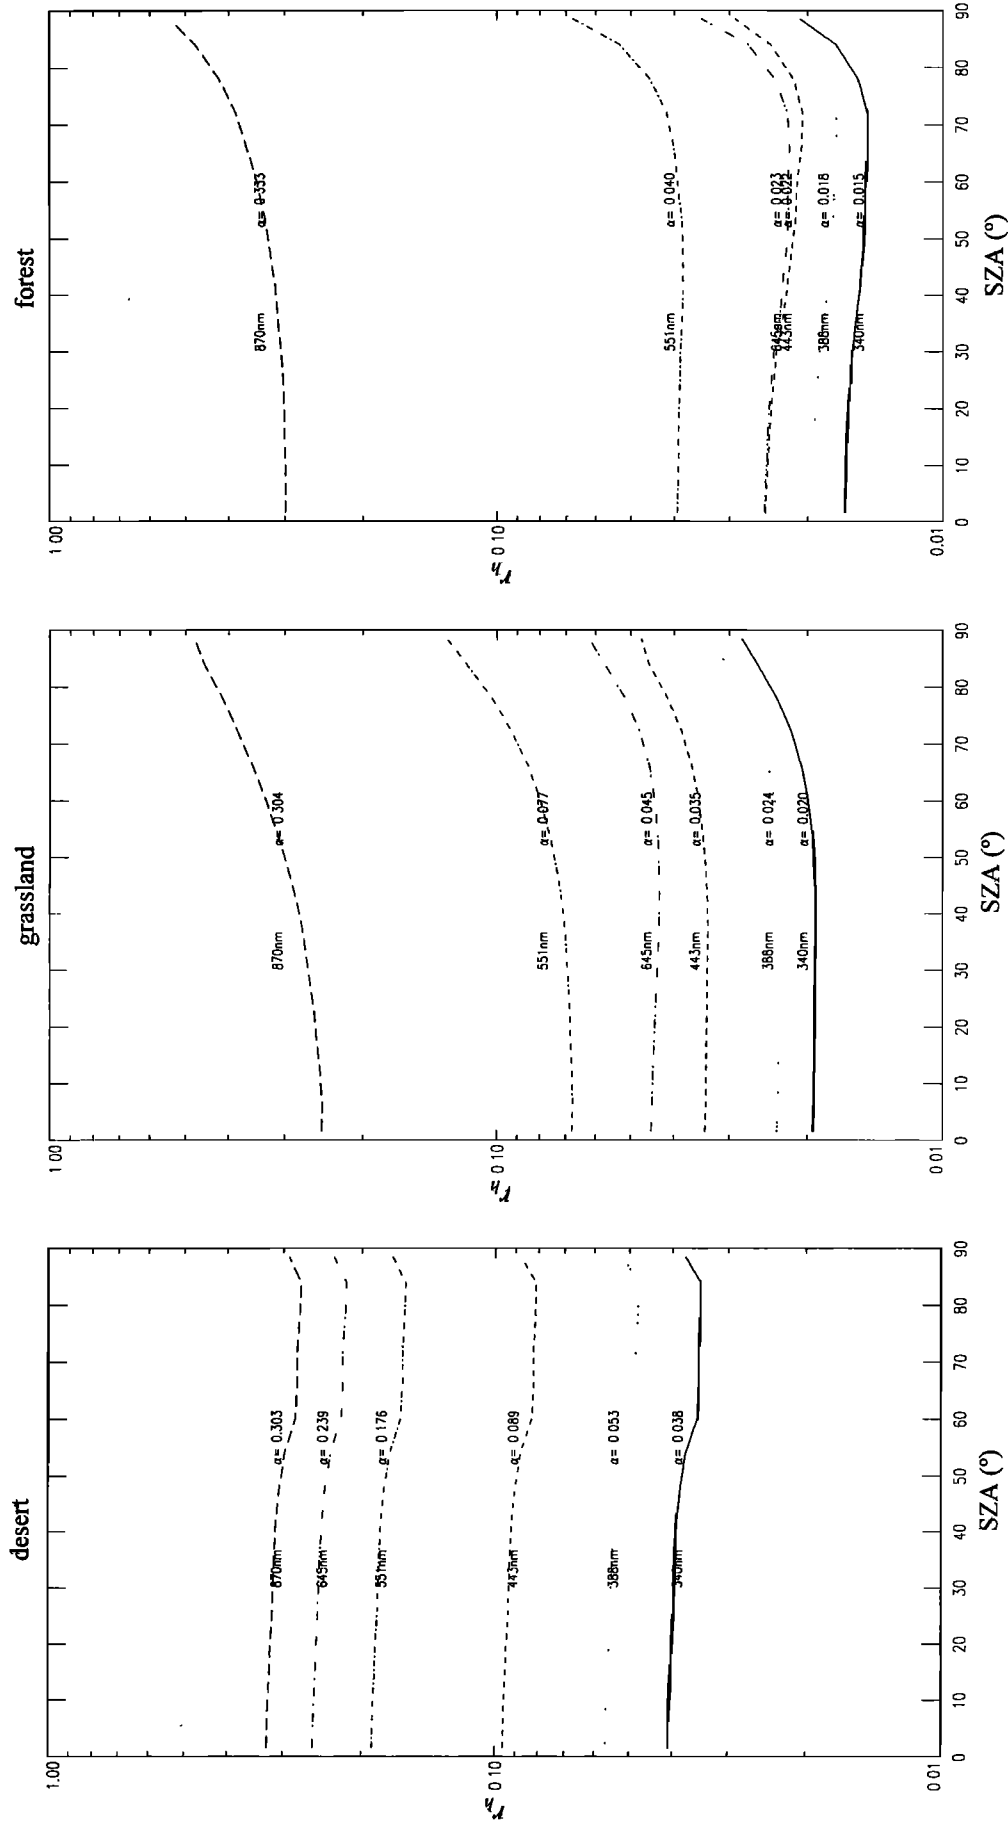 forest
1 00
0 10
0.01
r_h
870nm
α= 0.333
551nm
α= 0.040
645nm
α= 0.023
443nm
α= 0.022
388nm
α= 0.018
340nm
α= 0.015
0 10 20 30 40 50 60 70 80 90
SZA (°)
grassland
1 00
0 10
0 01
r_h
870nm
α= 0.304
551nm
α= 0.077
645nm
α= 0.045
443nm
α= 0.035
388nm
α= 0 024
340nm
α= 0.020
0 10 20 30 40 50 60 70 80 90
SZA (°)
desert
1.00
0 10
0 01
r_h
870nm
α= 0.303
645nm
α= 0 239
551nm
α= 0.176
443nm
α= 0.089
388nm
α= 0 053
340nm
α= 0 038
0 10 20 30 40 50 60 70 80 90
SZA (°)